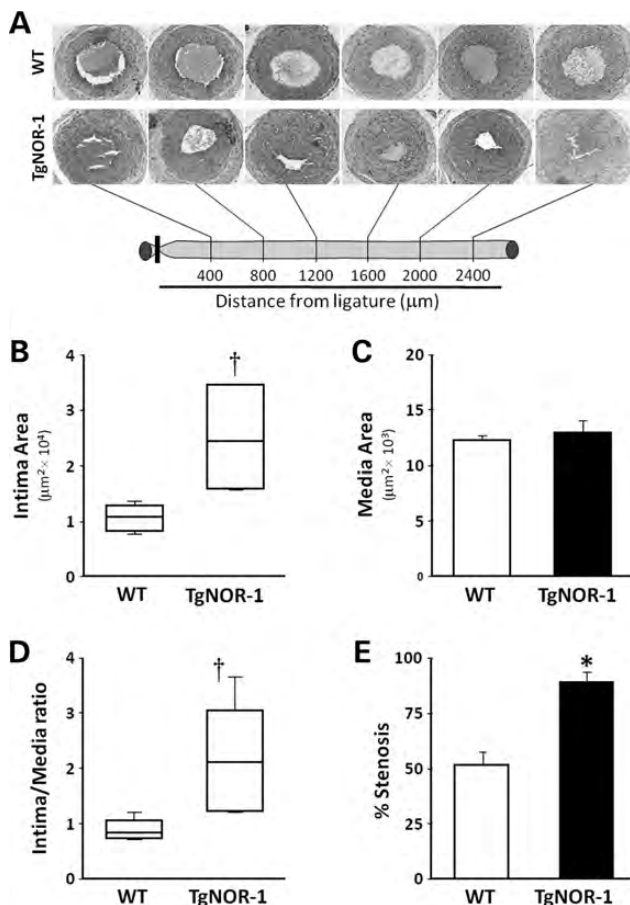 A
WT
TgNOR-1
400 800 1200 1600 2000 2400
Distance from ligature (μm)
B
Intima Area
(μm² × 10⁴)
4
3
2
1
0
†
WT TgNOR-1
C
Media Area
(μm² × 10³)
20
15
10
5
0
WT TgNOR-1
D
Intima/Media ratio
4
3
2
1
0
†
WT TgNOR-1
E
% Stenosis
100
75
50
25
0
*
WT TgNOR-1